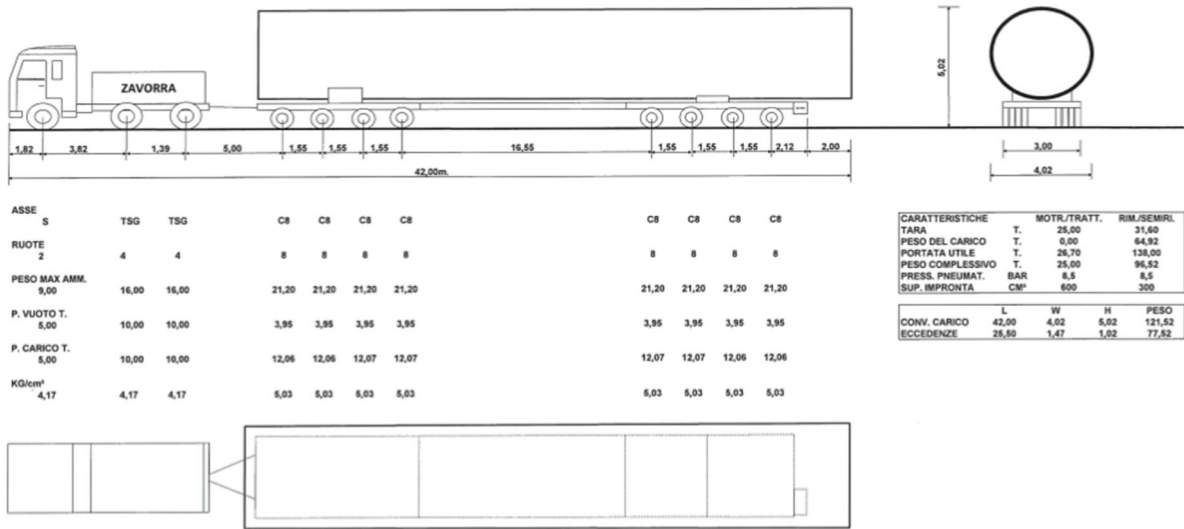 ZAVORRA
5,02
1,82 3,82 1,39 5,00 1,55 1,55 1,55 16,55 1,55 1,55 1,55 2,12 2,00
42,00m.
3,00
4,02
ASSE
S TSG TSG C8 C8 C8 C8 C8 C8 C8 C8
RUOTE
2 4 4 8 8 8 8 8 8 8 8
PESO MAX AMM.
9,00 16,00 16,00 21,20 21,20 21,20 21,20 21,20 21,20 21,20 21,20
P. VUOTO T.
5,00 10,00 10,00 3,95 3,95 3,95 3,95 3,95 3,95 3,95 3,95
P. CARICO T.
5,00 10,00 10,00 12,06 12,06 12,07 12,07 12,07 12,07 12,06 12,06
KG/cm²
4,17 4,17 4,17 5,03 5,03 5,03 5,03 5,03 5,03 5,03 5,03
CARATTERISTICHE MOTR./TRATT. RIM./SEMIRI.
TARA T. 25,00 31,60
PESO DEL CARICO T. 0,00 64,92
PORTATA UTILE T. 26,70 138,00
PESO COMPLESSIVO T. 25,00 96,52
PRESS. PNEUMAT. BAR 8,5 8,5
SUP. IMPRONTA CM² 600 300
L W H PESO
CONV. CARICO 42,00 4,02 5,02 121,52
ECCEDENZE 25,50 1,47 1,02 77,52